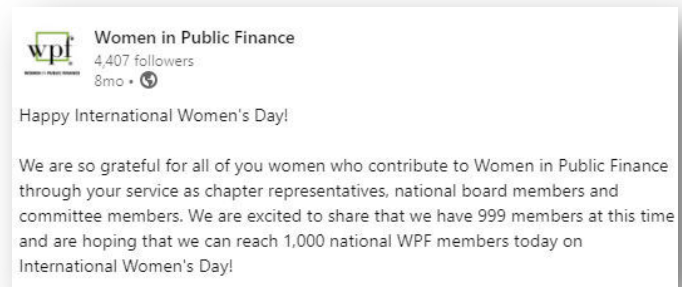 wpf
WOMEN IN PUBLIC FINANCE
Women in Public Finance
4,407 followers
8mo •
Happy International Women's Day!
We are so grateful for all of you women who contribute to Women in Public Finance
through your service as chapter representatives, national board members and
committee members. We are excited to share that we have 999 members at this time
and are hoping that we can reach 1,000 national WPF members today on
International Women's Day!